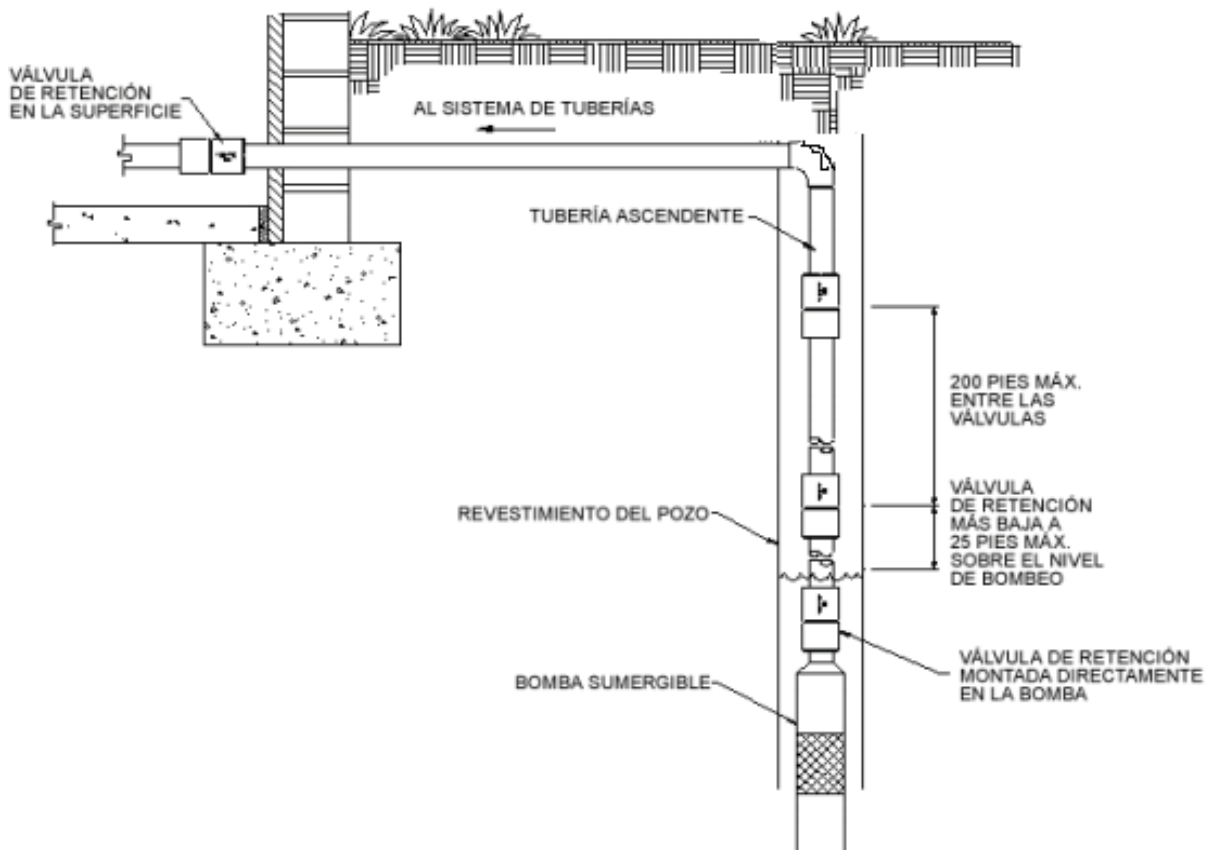 VÁLVULA
DE RETENCIÓN
EN LA SUPERFICIE
AL SISTEMA DE TUBERÍAS
TUBERÍA ASCENDENTE
200 PIES MÁX.
ENTRE LAS
VÁLVULAS
REVESTIMIENTO DEL POZO
VÁLVULA
DE RETENCIÓN
MÁS BAJA A
25 PIES MÁX.
SOBRE EL NIVEL
DE BOMBEO
BOMBA SUMERGIBLE
VÁLVULA DE RETENCIÓN
MONTADA DIRECTAMENTE
EN LA BOMBA